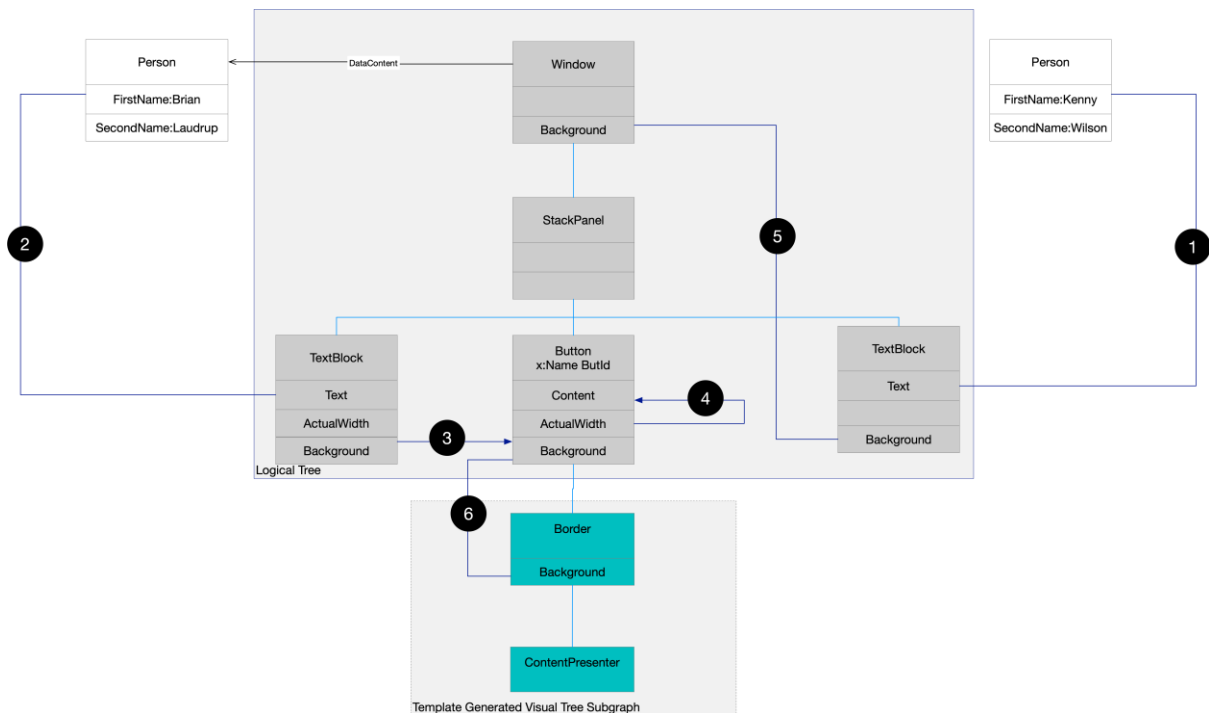 Person
FirstName:Brian
SecondName:Laudrup
DataContent
Window
Background
Person
FirstName:Kenny
SecondName:Wilson
StackPanel
2
5
1
TextBlock
Text
ActualWidth
Background
Button
x:Name ButId
Content
ActualWidth
Background
TextBlock
Text
Background
3
4
Logical Tree
6
Border
Background
ContentPresenter
Template Generated Visual Tree Subgraph